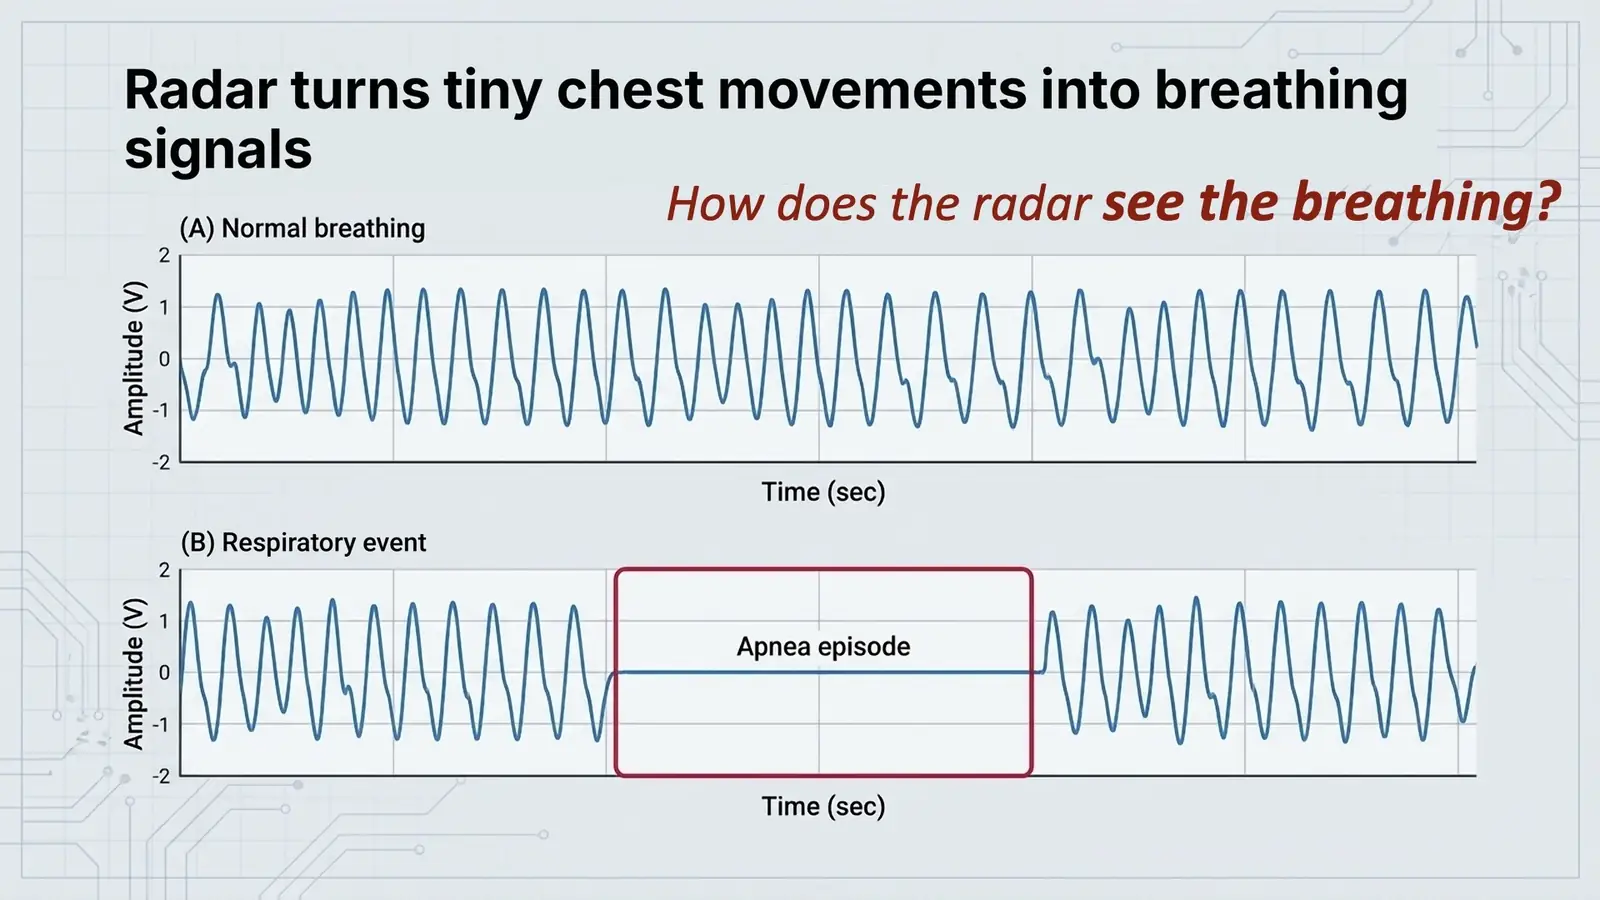 Radar turns tiny chest movements into breathing
signals
How does the radar see the breathing?
(A) Normal breathing
2
1
0
-1
-2
Amplitude (V)
Time (sec)
(B) Respiratory event
2
1
0
-1
-2
Amplitude (V)
Apnea episode
Time (sec)